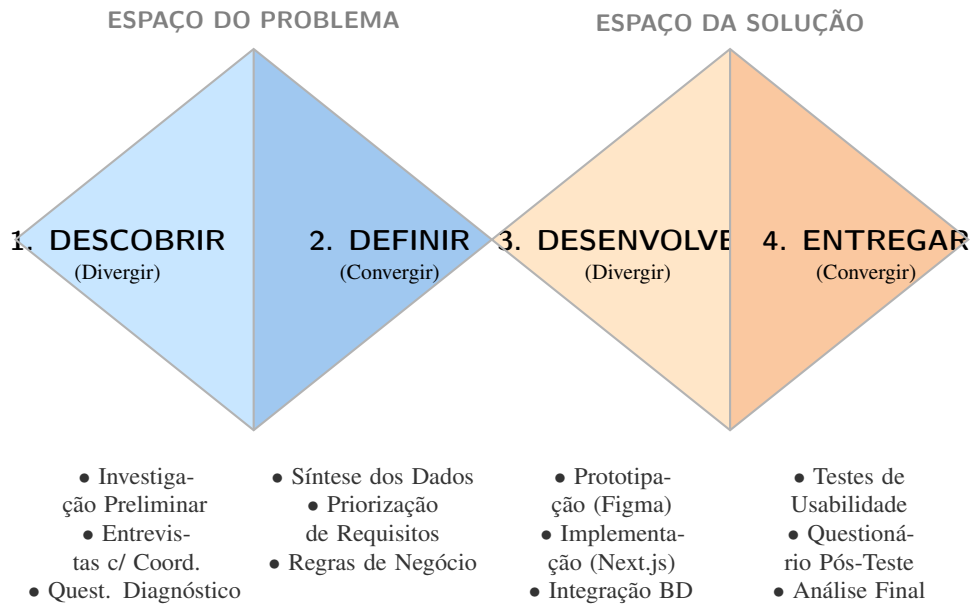 ESPAÇO DO PROBLEMA
ESPAÇO DA SOLUÇÃO
1. DESCOBRIR
(Divergir)
2. DEFINIR
(Convergir)
3. DESENVOLVE
(Divergir)
4. ENTREGAR
(Convergir)
• Investiga-
ção Preliminar
• Entrevis-
tas c/ Coord.
• Quest. Diagnóstico
• Síntese dos Dados
• Priorização
de Requisitos
• Regras de Negócio
• Prototipa-
ção (Figma)
• Implementa-
ção (Next.js)
• Integração BD
• Testes de
Usabilidade
• Questioná-
rio Pós-Teste
• Análise Final